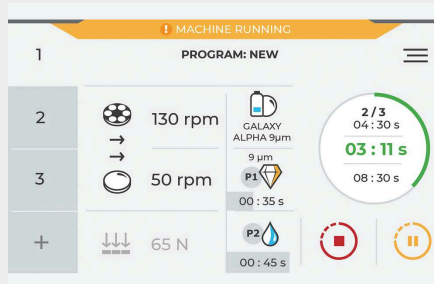 ! MACHINE RUNNING
1
PROGRAM: NEW
2
130 rpm
GALAXY
ALPHA 9µm
2 / 3
04 : 30 s
03 : 11 s
08 : 30 s
3
50 rpm
9 µm
P1
00 : 35 s
+
65 N
P2
00 : 45 s